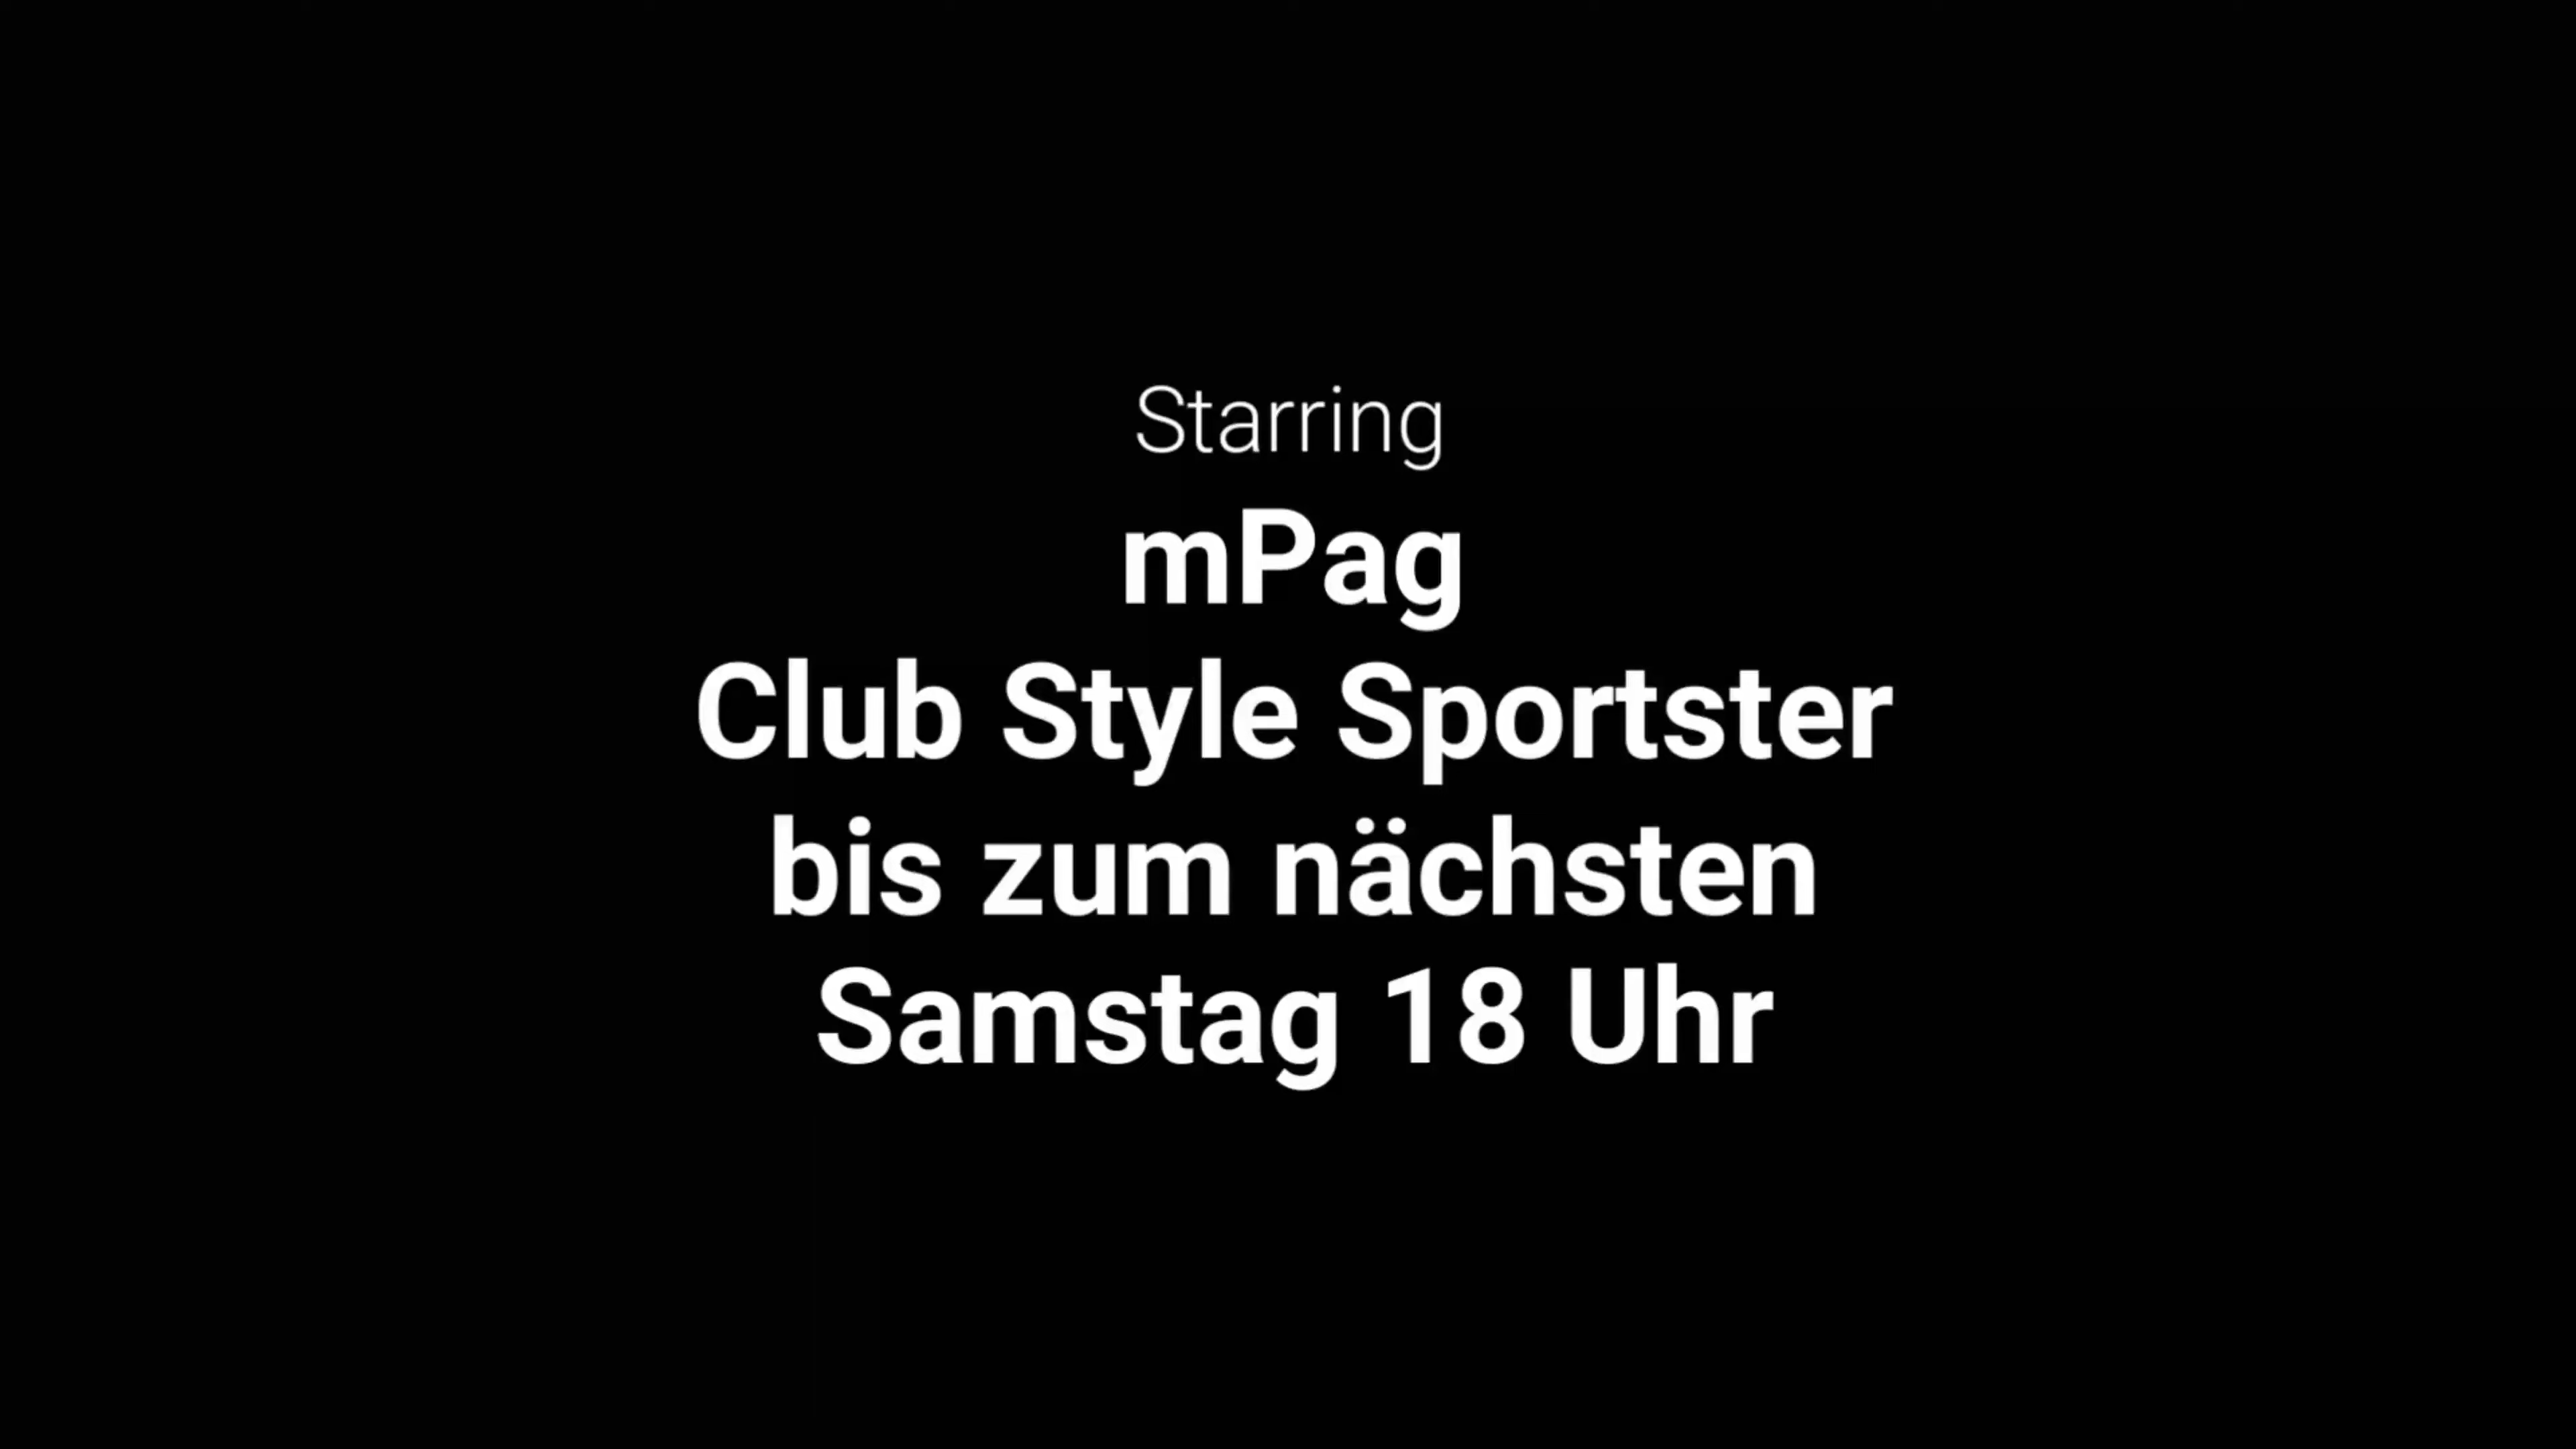 Starring
mPag
Club Style Sportster
bis zum nächsten
Samstag 18 Uhr